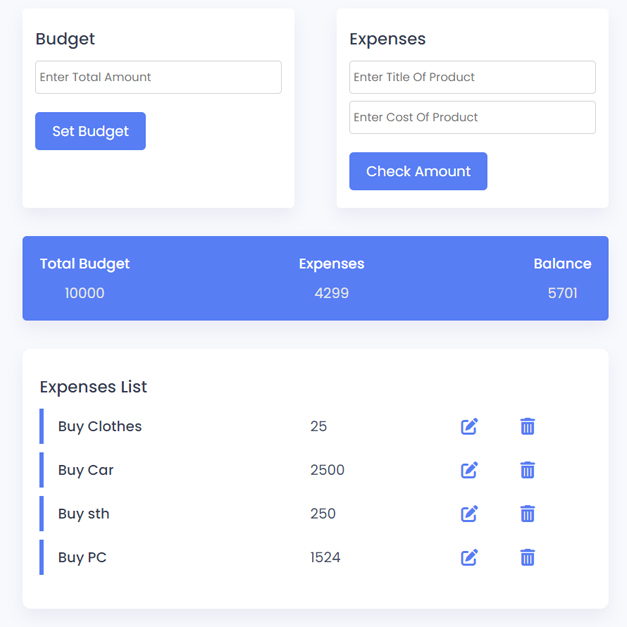 Budget
Enter Total Amount
Set Budget
Expenses
Enter Title Of Product
Enter Cost Of Product
Check Amount
Total Budget Expenses Balance
10000 4299 5701
Expenses List
Buy Clothes 25
Buy Car 2500
Buy sth 250
Buy PC 1524